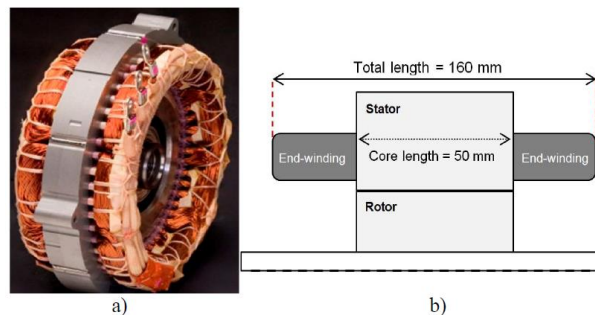 Total length = 160 mm
Stator
End-winding
Core length = 50 mm
End-winding
Rotor
a)
b)